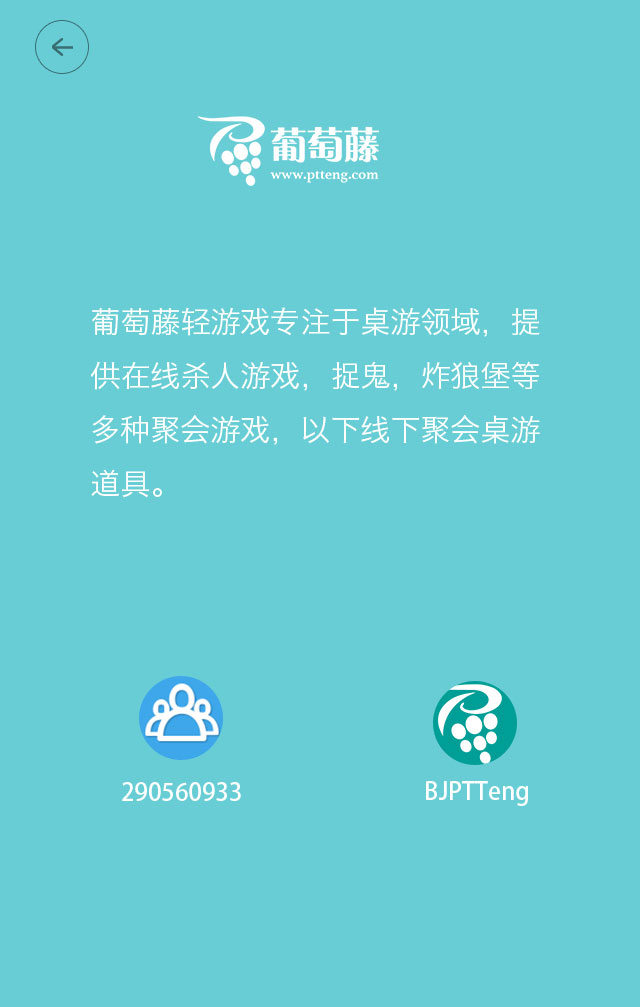 葡萄藤
www.ptteng.com
葡萄藤轻游戏专注于桌游领域，提
供在线杀人游戏，捉鬼，炸狼堡等
多种聚会游戏，以下线下聚会桌游
道具。
290560933
BJPTTeng